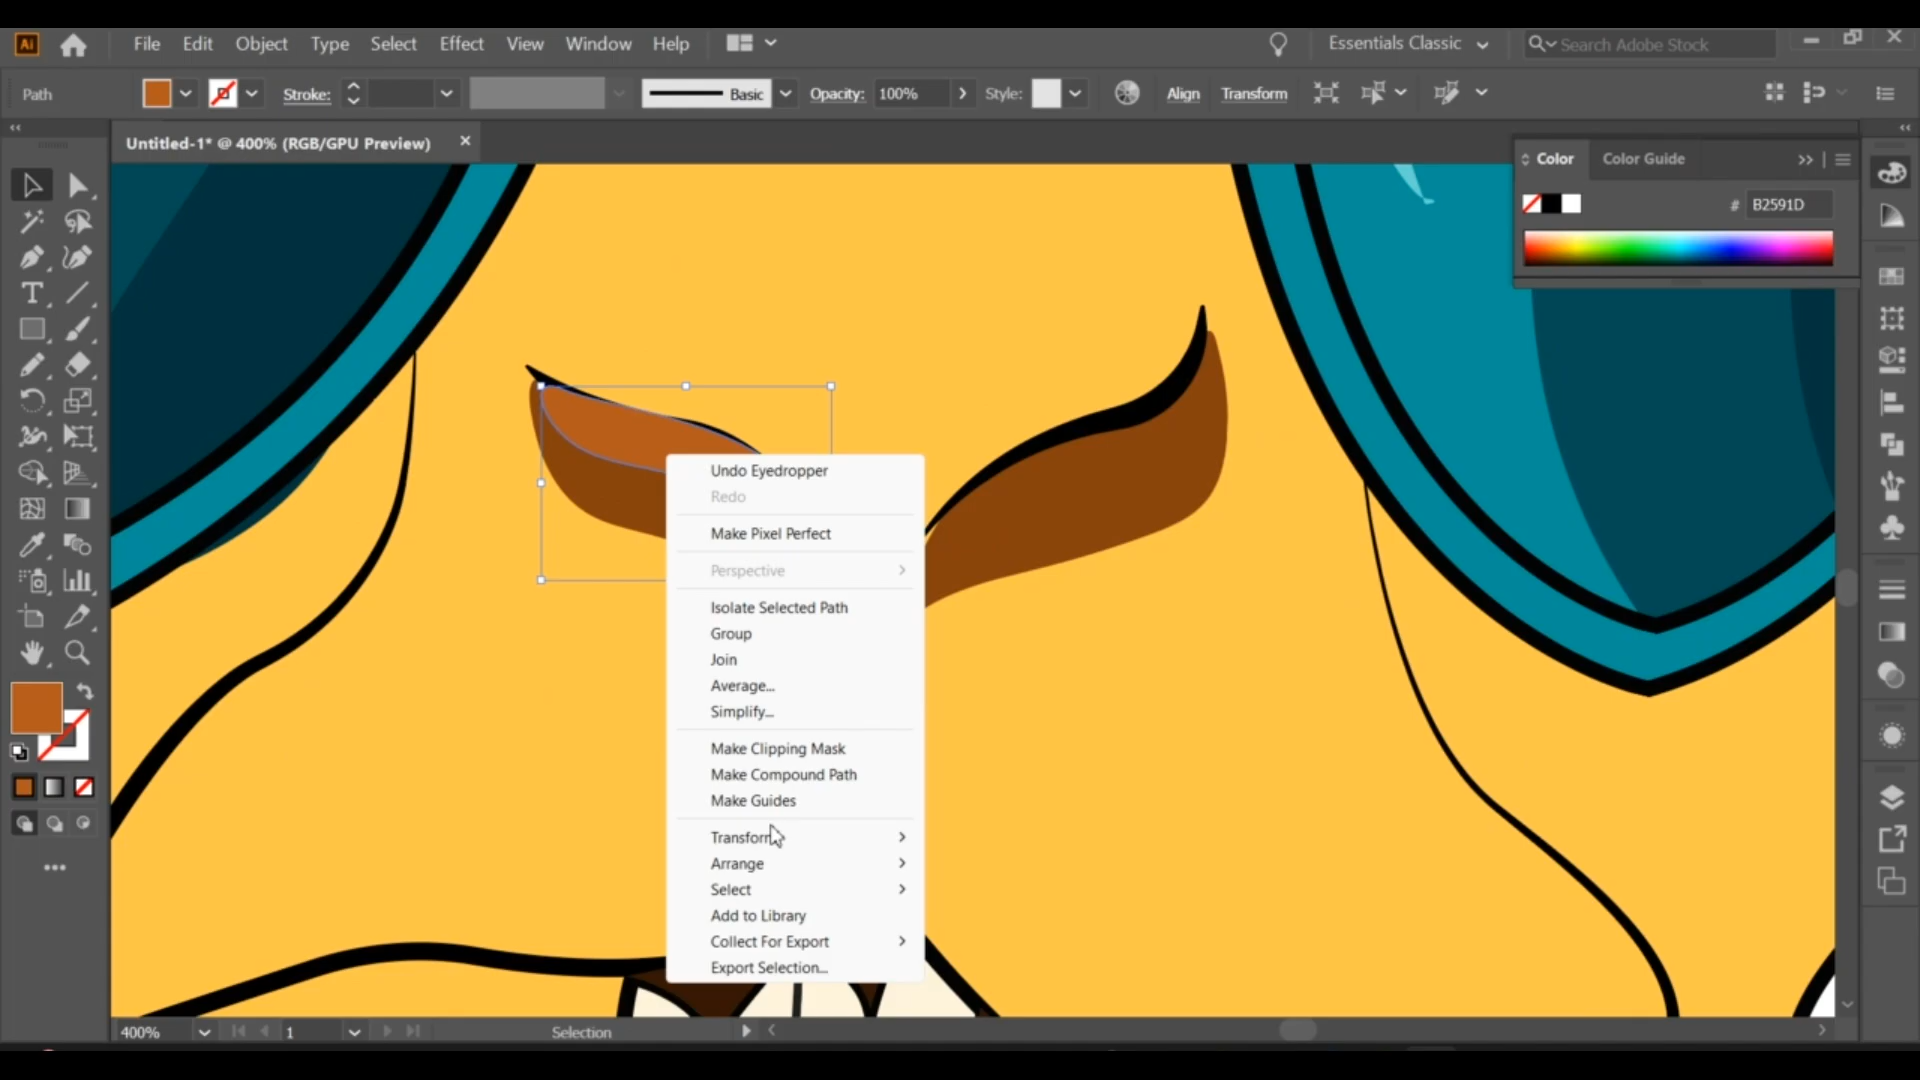 Ai File Edit Object Type Select Effect View Window Help Essentials Classic Search Adobe Stock
Path Stroke: Basic Opacity: 100% Style: Align Transform
Untitled-1* @ 400% (RGB/GPU Preview)
Color Color Guide
# B2591D
Undo Eyedropper
Redo
Make Pixel Perfect
Perspective
Isolate Selected Path
Group
Join
Average...
Simplify...
Make Clipping Mask
Make Compound Path
Make Guides
Transform
Arrange
Select
Add to Library
Collect For Export
Export Selection...
400% 1 Selection